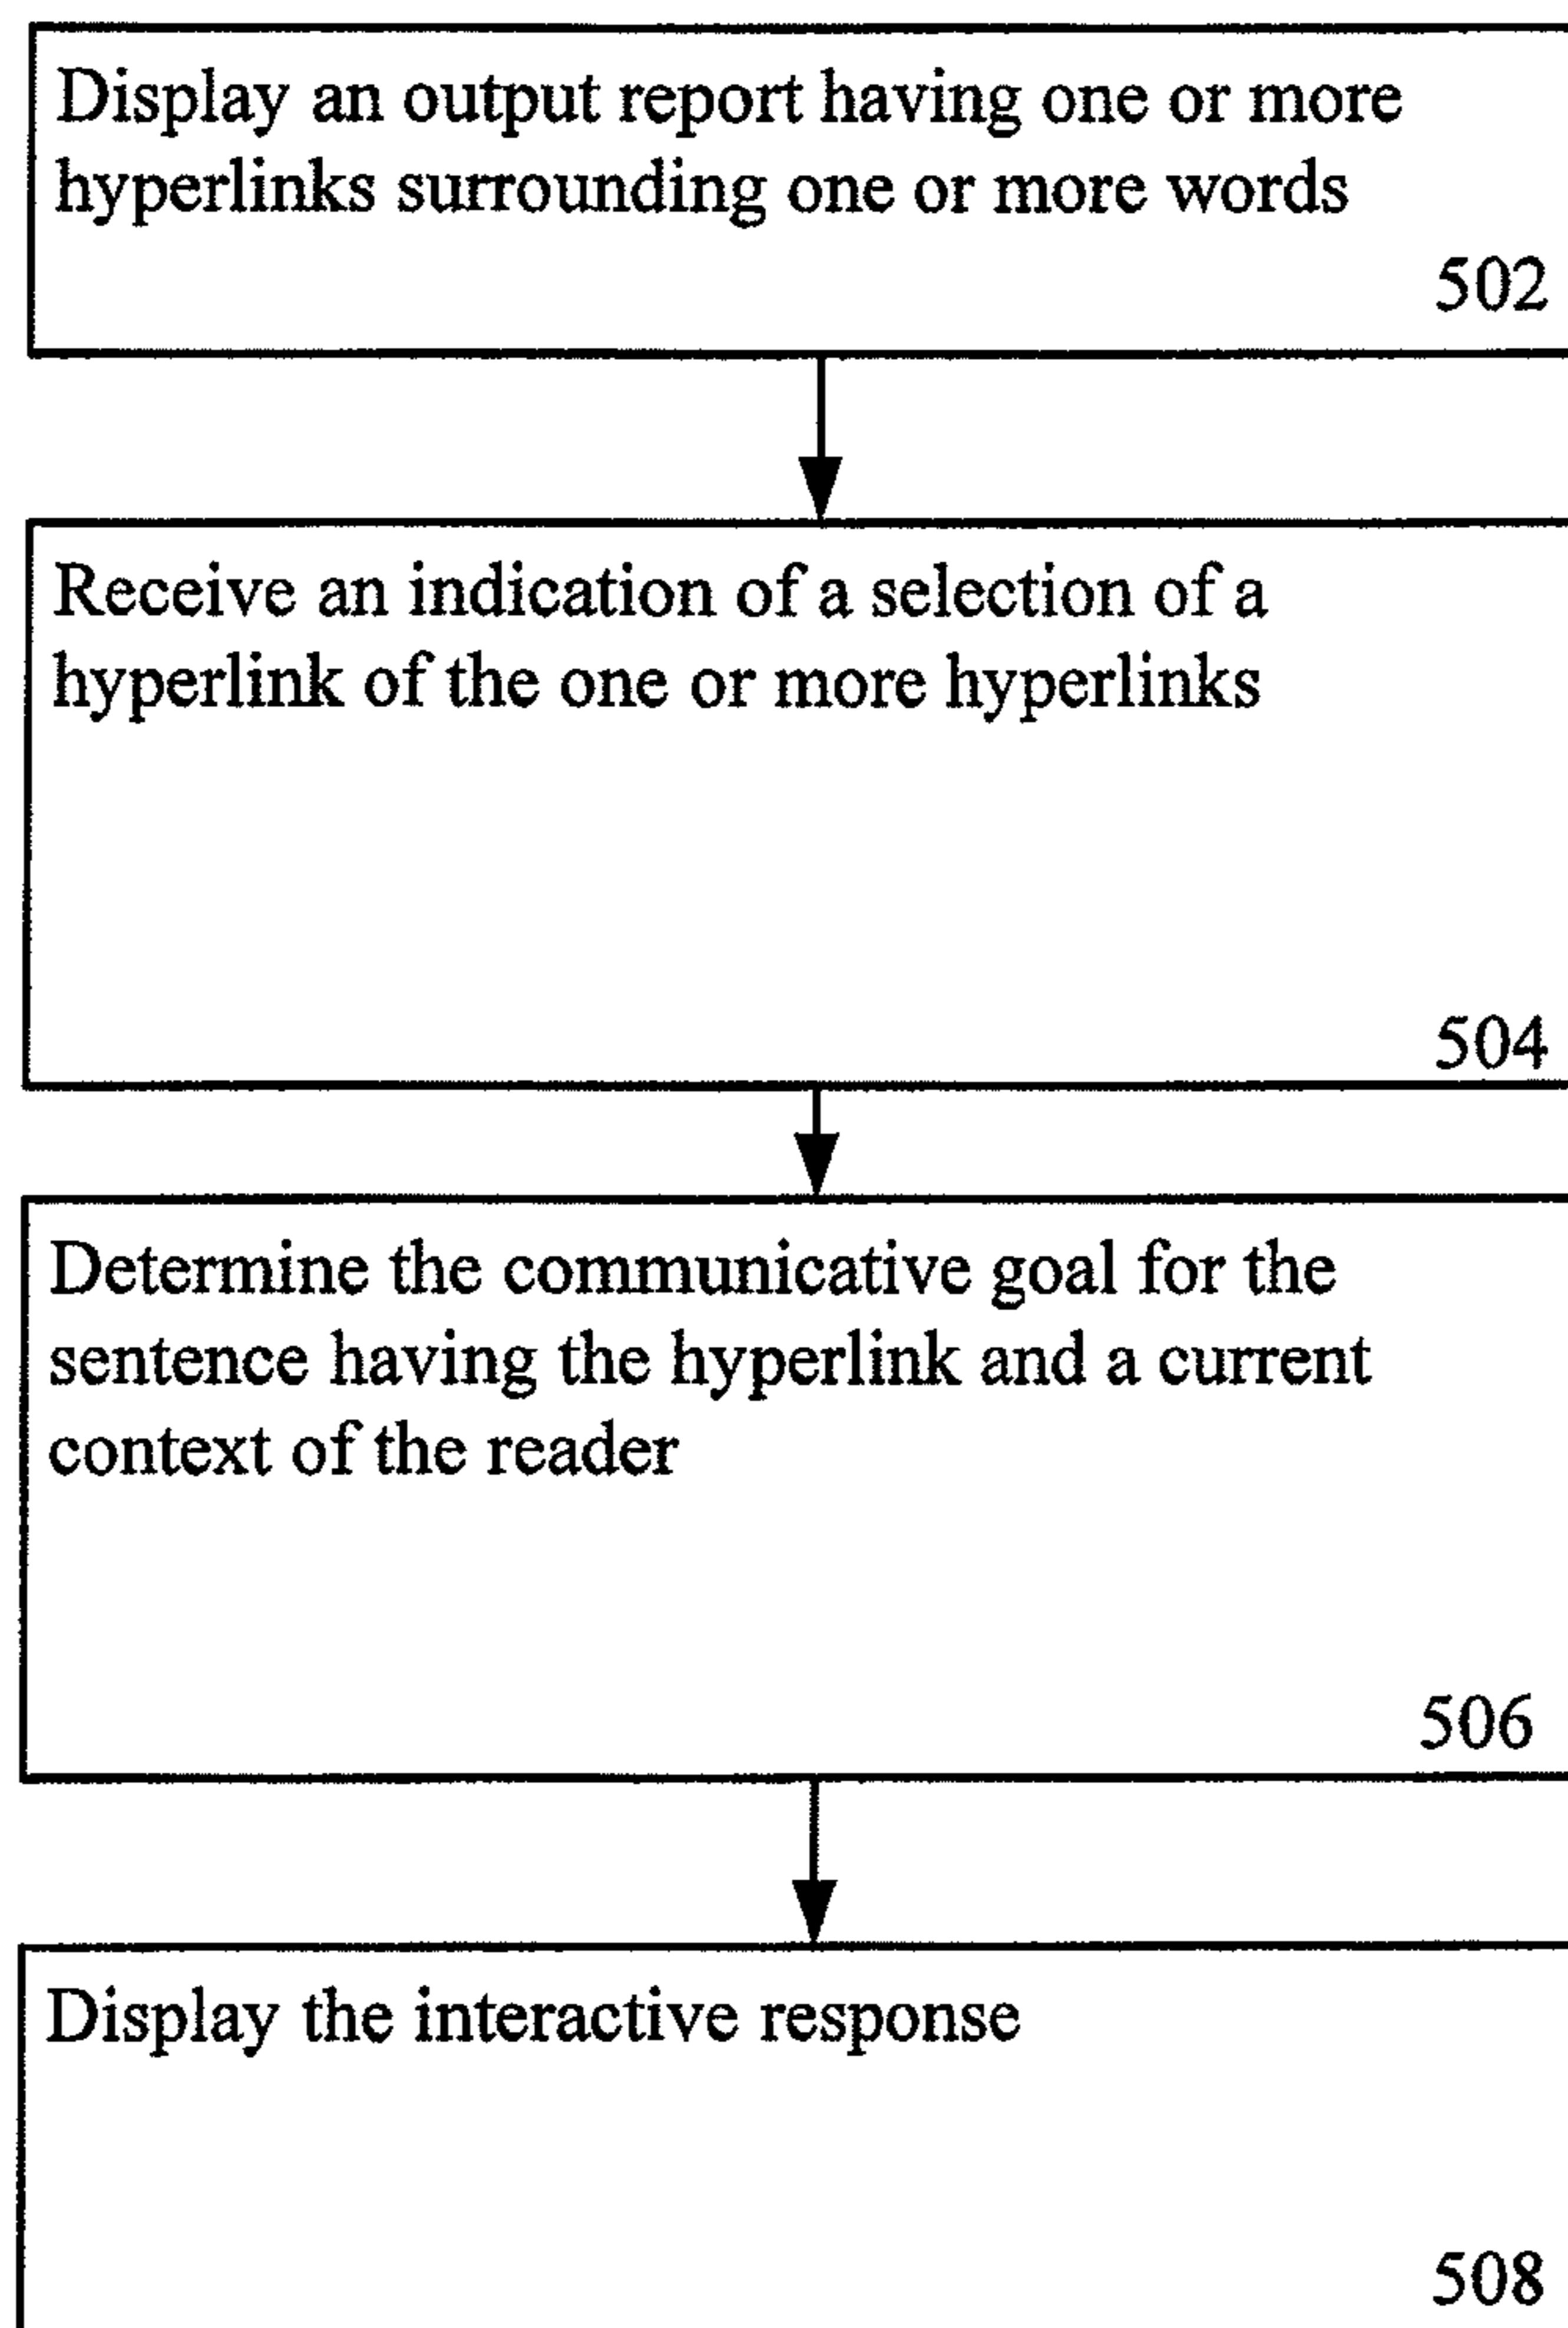 Display an output report having one or more
hyperlinks surrounding one or more words
502
Receive an indication of a selection of a
hyperlink of the one or more hyperlinks
504
Determine the communicative goal for the
sentence having the hyperlink and a current
context of the reader
506
Display the interactive response
508